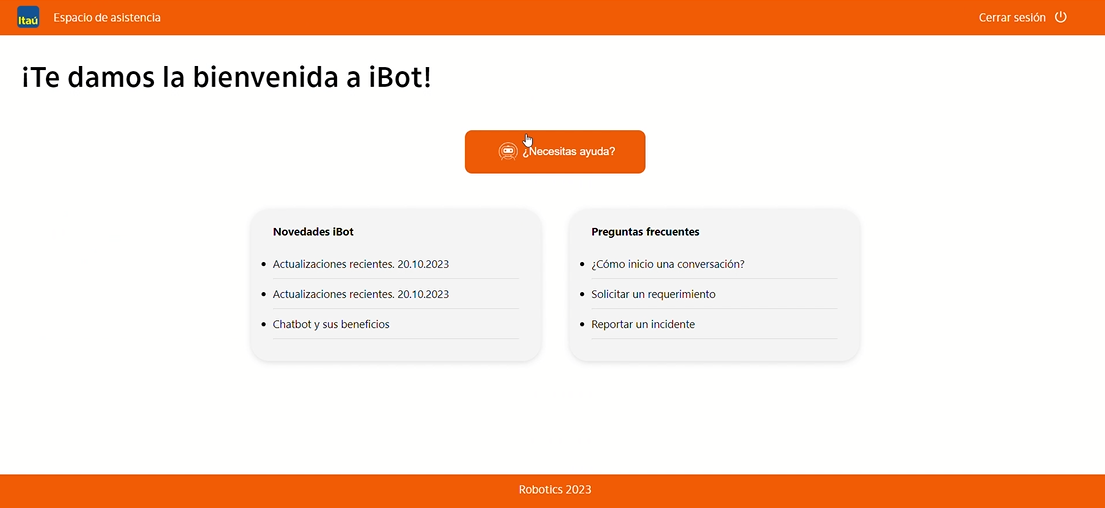 Itaú
Espacio de asistencia
Cerrar sesión
¡Te damos la bienvenida a iBot!
¿Necesitas ayuda?
Novedades iBot
Actualizaciones recientes. 20.10.2023
Actualizaciones recientes. 20.10.2023
Chatbot y sus beneficios
Preguntas frecuentes
¿Cómo inicio una conversación?
Solicitar un requerimiento
Reportar un incidente
Robotics 2023